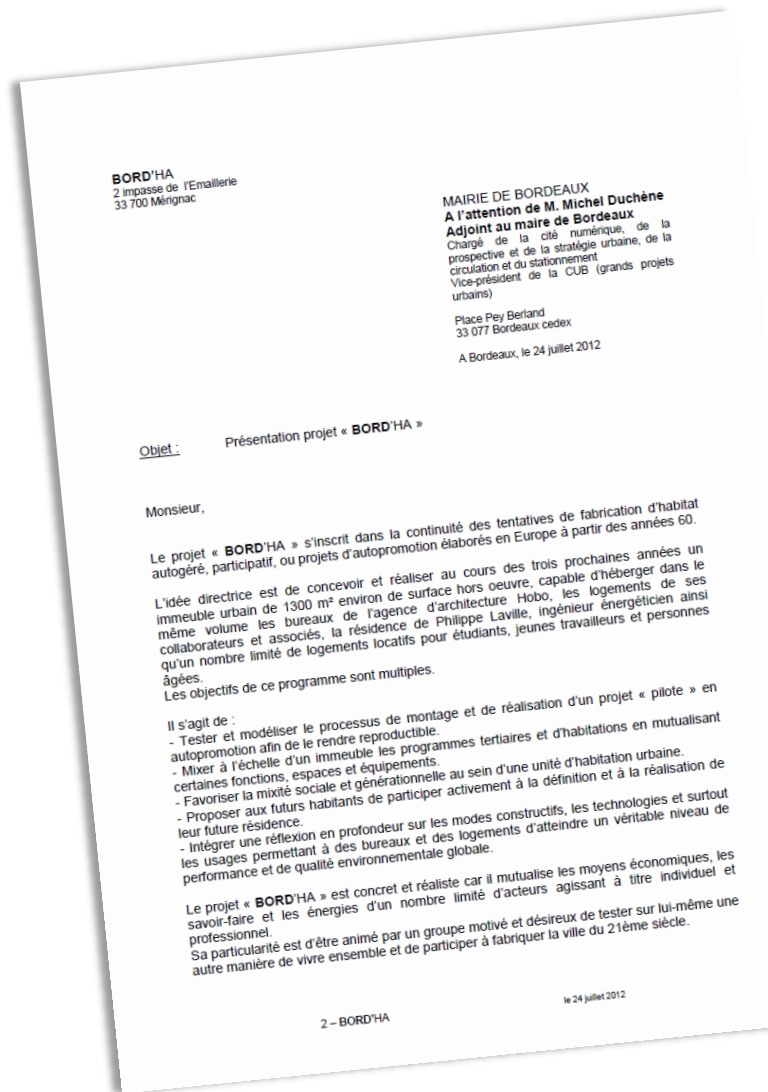 BORD'HA
2 impasse de l'Emaillerie
33 700 Mérignac
MAIRIE DE BORDEAUX
A l'attention de M. Michel Duchène
Adjoint au maire de Bordeaux
Chargé de la cité numérique, de la
prospective et de la stratégie urbaine, de la
circulation et du stationnement
Vice-président de la CUB (grands projets
urbains)
Place Pey Berland
33 077 Bordeaux cedex
A Bordeaux, le 24 juillet 2012
Objet : Présentation projet « BORD'HA »
Monsieur,
Le projet « BORD'HA » s'inscrit dans la continuité des tentatives de fabrication d'habitat
autogéré, participatif, ou projets d'autopromotion élaborés en Europe à partir des années 60.
L'idée directrice est de concevoir et réaliser au cours des trois prochaines années un
immeuble urbain de 1300 m² environ de surface hors oeuvre, capable d'héberger dans le
même volume les bureaux de l'agence d'architecture Hobo, les logements de ses
collaborateurs et associés, la résidence de Philippe Laville, ingénieur énergéticien ainsi
qu'un nombre limité de logements locatifs pour étudiants, jeunes travailleurs et personnes
âgées.
Les objectifs de ce programme sont multiples.
Il s'agit de :
- Tester et modéliser le processus de montage et de réalisation d'un projet « pilote » en
autopromotion afin de le rendre reproductible.
- Mixer à l'échelle d'un immeuble les programmes tertiaires et d'habitations en mutualisant
certaines fonctions, espaces et équipements.
- Favoriser la mixité sociale et générationnelle au sein d'une unité d'habitation urbaine.
- Proposer aux futurs habitants de participer activement à la définition et à la réalisation de
leur future résidence.
- Intégrer une réflexion en profondeur sur les modes constructifs, les technologies et surtout
les usages permettant à des bureaux et des logements d'atteindre un véritable niveau de
performance et de qualité environnementale globale.
Le projet « BORD'HA » est concret et réaliste car il mutualise les moyens économiques, les
savoir-faire et les énergies d'un nombre limité d'acteurs agissant à titre individuel et
professionnel.
Sa particularité est d'être animé par un groupe motivé et désireux de tester sur lui-même une
autre manière de vivre ensemble et de participer à fabriquer la ville du 21ème siècle.
2 – BORD'HA
le 24 juillet 2012